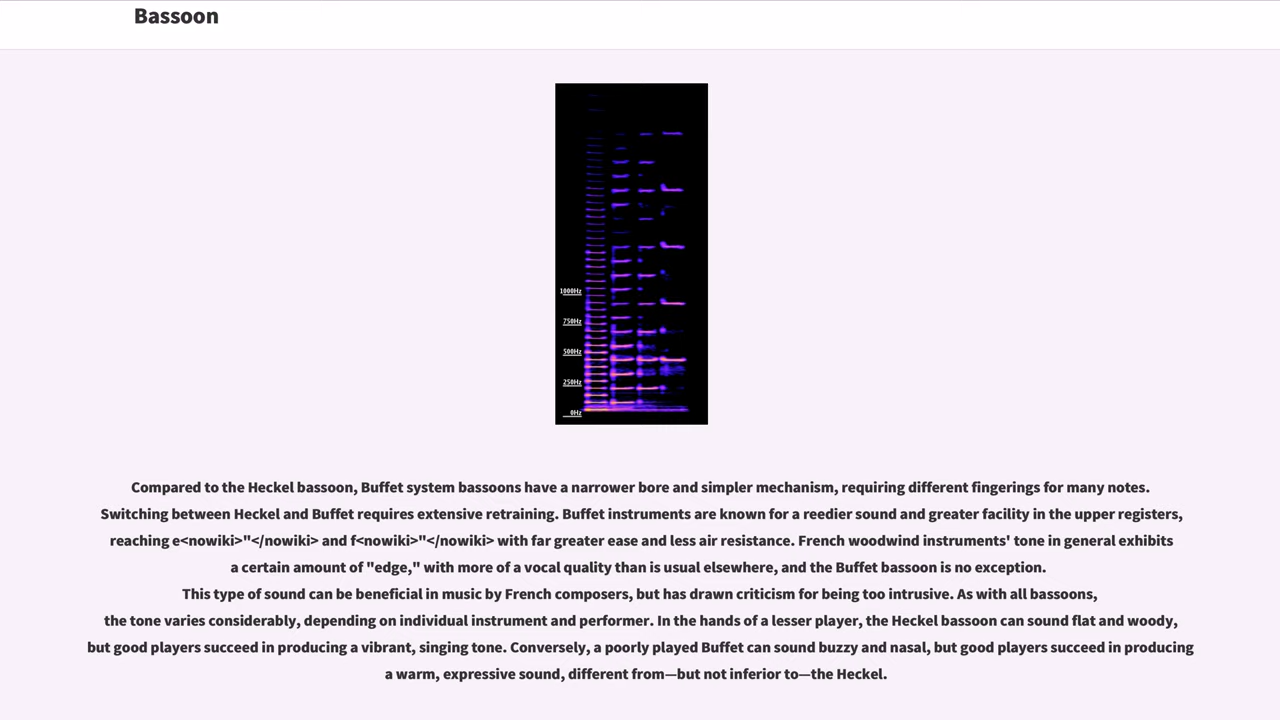 Bassoon
1000Hz
750Hz
500Hz
250Hz
0Hz
Compared to the Heckel bassoon, Buffet system bassoons have a narrower bore and simpler mechanism, requiring different fingerings for many notes.
Switching between Heckel and Buffet requires extensive retraining. Buffet instruments are known for a reedier sound and greater facility in the upper registers,
reaching e<nowiki>"</nowiki> and f<nowiki>"</nowiki> with far greater ease and less air resistance. French woodwind instruments' tone in general exhibits
a certain amount of "edge," with more of a vocal quality than is usual elsewhere, and the Buffet bassoon is no exception.
This type of sound can be beneficial in music by French composers, but has drawn criticism for being too intrusive. As with all bassoons,
the tone varies considerably, depending on individual instrument and performer. In the hands of a lesser player, the Heckel bassoon can sound flat and woody,
but good players succeed in producing a vibrant, singing tone. Conversely, a poorly played Buffet can sound buzzy and nasal, but good players succeed in producing
a warm, expressive sound, different from—but not inferior to—the Heckel.